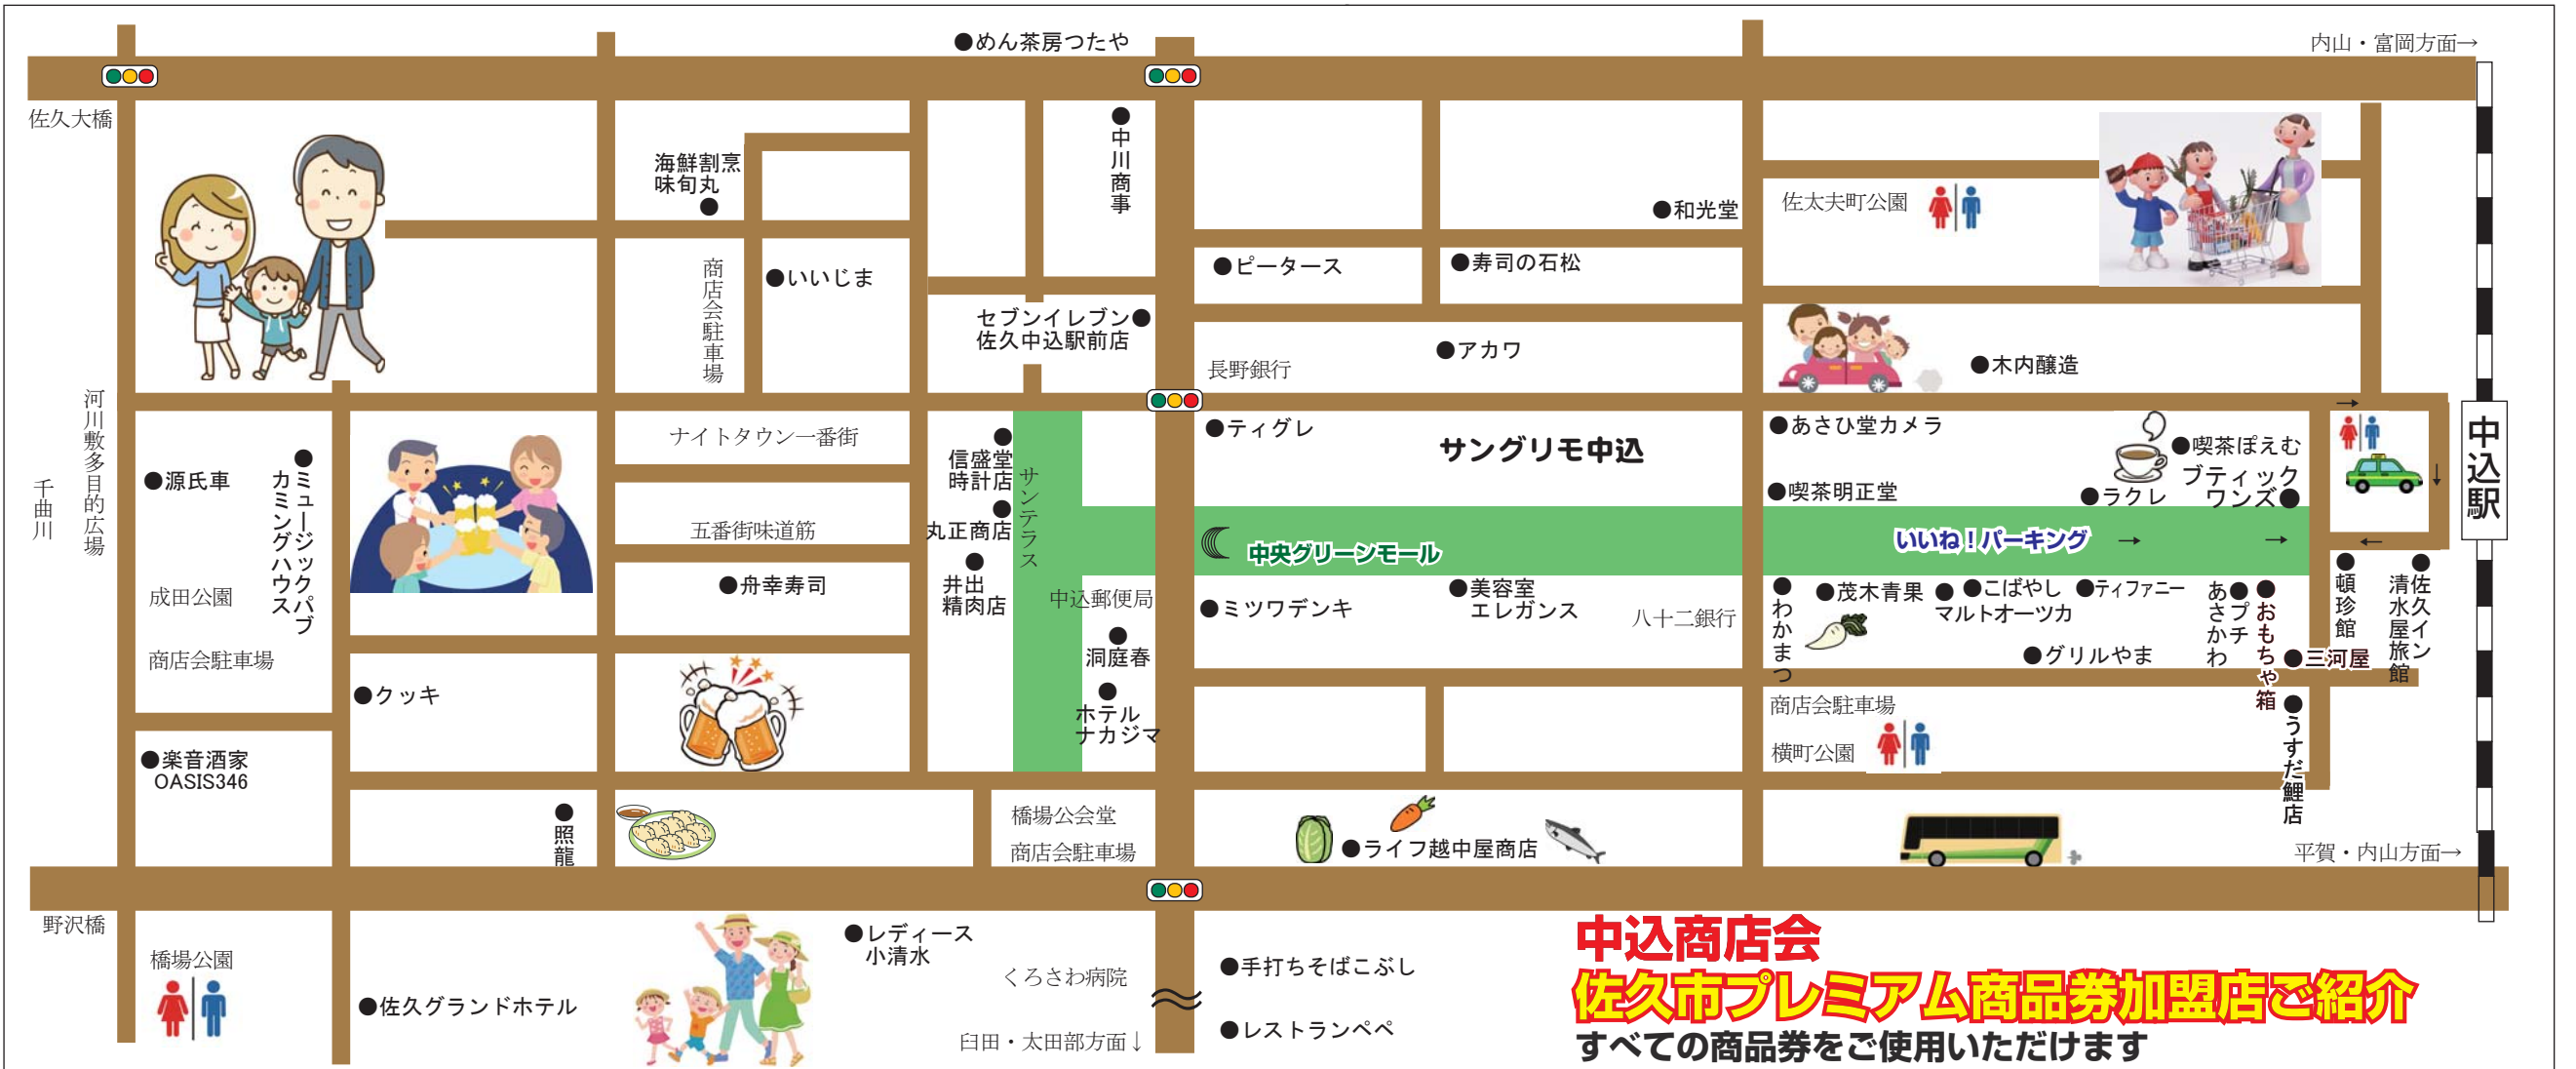 ●めん茶房つたや
内山・富岡方面→
佐久大橋
●中川商事
海鮮割烹
味旬丸●
●和光堂
佐太夫町公園
商店会駐車場
●いいじま
●ピータース
●寿司の石松
セブンイレブン●
佐久中込駅前店
長野銀行
●アカワ
●木内醸造
河川敷多目的広場
千曲川
ナイトタウン一番街
●信盛堂
時計店
サンテラス
●ティグレ
サングリモ中込
●あさひ堂カメラ
→
●喫茶ぽえむ
中込駅
●源氏車
●ミュージックパブ
カミングハウス
●喫茶明正堂
●ラクレ
ブティック
ワンズ●
↓
五番街味道筋
●丸正商店
中央グリーンモール
いいね!パーキング
→
→
←
●舟幸寿司
●井出
精肉店
中込郵便局
●ミツワデンキ
●美容室
エレガンス
八十二銀行
●わかまつ
●茂木青果
●マルトオーツカ
●こばやし
●ティファニー
●プチ
あさかわ
●おもちゃ箱
●頓珍館
●佐久イン
清水屋旅館
成田公園
●洞庭春
●グリルやま
●三河屋
商店会駐車場
●クッキ
●ホテル
ナカジマ
商店会駐車場
横町公園
●うすだ鯉店
●楽音酒家
OASIS346
●照龍
橋場公会堂
商店会駐車場
●ライフ越中屋商店
平賀・内山方面→
野沢橋
橋場公園
●レディース
小清水
くろさわ病院
●手打ちそばこぶし
●佐久グランドホテル
●レストランペペ
臼田・太田部方面↓
中込商店会
佐久市プレミアム商品券加盟店ご紹介
すべての商品券をご使用いただけます